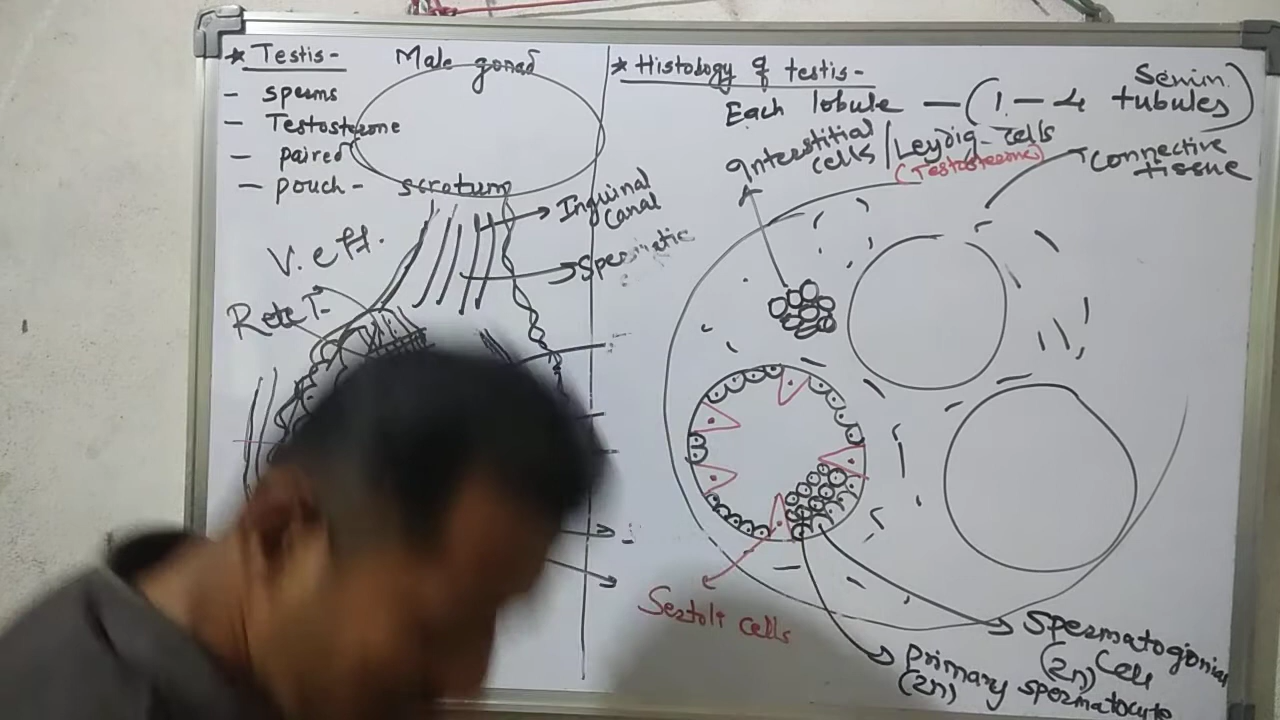 * Testis-
Male gonad
- sperms
- Testosterone
- paired
- pouch - scrotum
Inguinal
Canal
V. eff.
Rete T-
* Histology of testis-
Each lobule - (1-4 Semin. tubules)
Interstitial cells / Leydig cells
(Testosterone)
Connective
tissue
Sertoli cells
Spermatogonial
Cell
(2n)
Primary spermatocyte
(2n)